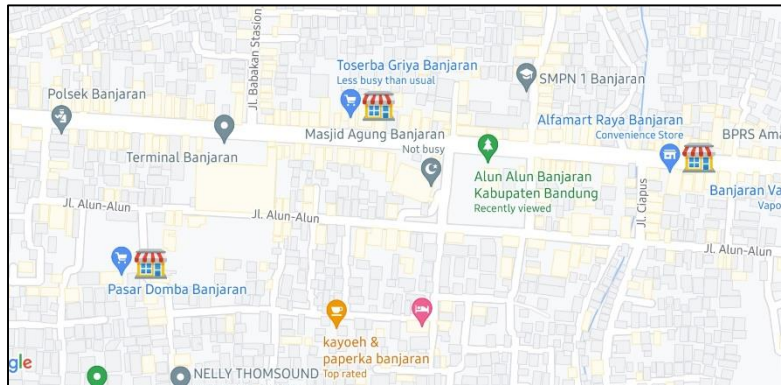 Jl. Babakan Stasion
Toserba Griya Banjaran
Less busy than usual
SMPN 1 Banjaran
Polsek Banjaran
Masjid Agung Banjaran
Not busy
Alfamart Raya Banjaran
Convenience Store
BPRS Ama
Terminal Banjaran
Alun Alun Banjaran
Kabupaten Bandung
Recently viewed
Banjaran Va
Vapo
Jl. Alun-Alun
Jl. Alun-Alun
Jl. Ciapus
Jl. Alun-Alun
Pasar Domba Banjaran
kayoeh &
paperka banjaran
Top rated
gle
NELLY THOMSOUND